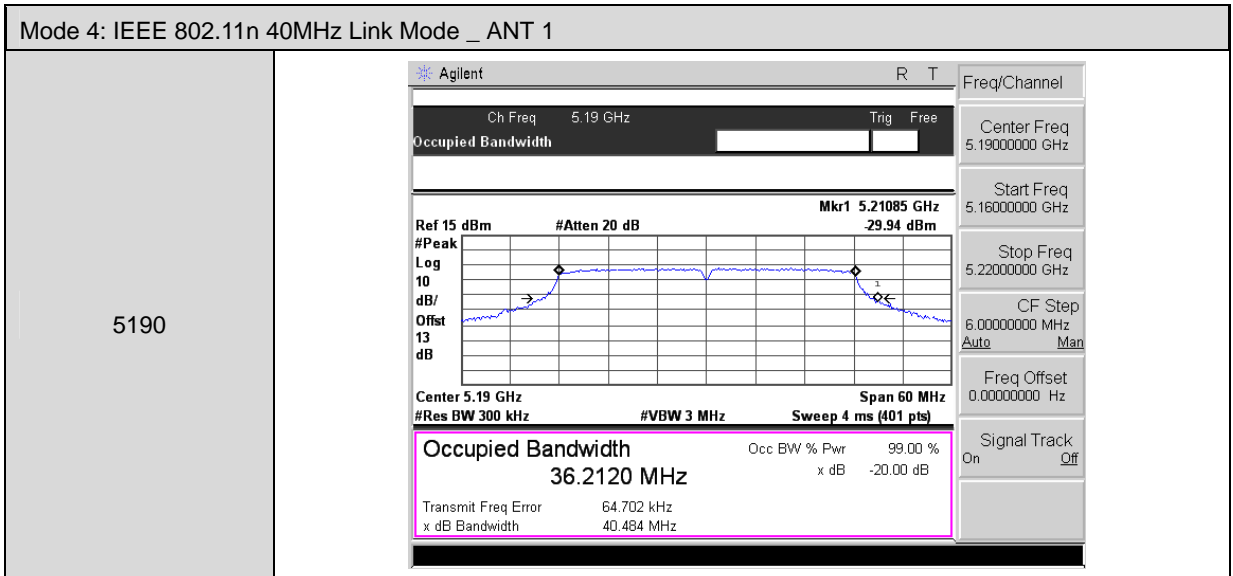 Mode 4: IEEE 802.11n 40MHz Link Mode _ ANT 1
5190
Agilent R T
Ch Freq 5.19 GHz Trig Free
Occupied Bandwidth
Mkr1 5.21085 GHz
Ref 15 dBm #Atten 20 dB -29.94 dBm
#Peak
Log
10
dB/
Offst
13
dB
1
Center 5.19 GHz Span 60 MHz
#Res BW 300 kHz #VBW 3 MHz Sweep 4 ms (401 pts)
Occupied Bandwidth Occ BW % Pwr 99.00 %
36.2120 MHz x dB -20.00 dB
Transmit Freq Error 64.702 kHz
x dB Bandwidth 40.484 MHz
Freq/Channel
Center Freq
5.19000000 GHz
Start Freq
5.16000000 GHz
Stop Freq
5.22000000 GHz
CF Step
6.00000000 MHz
Auto Man
Freq Offset
0.00000000 Hz
Signal Track
On Off